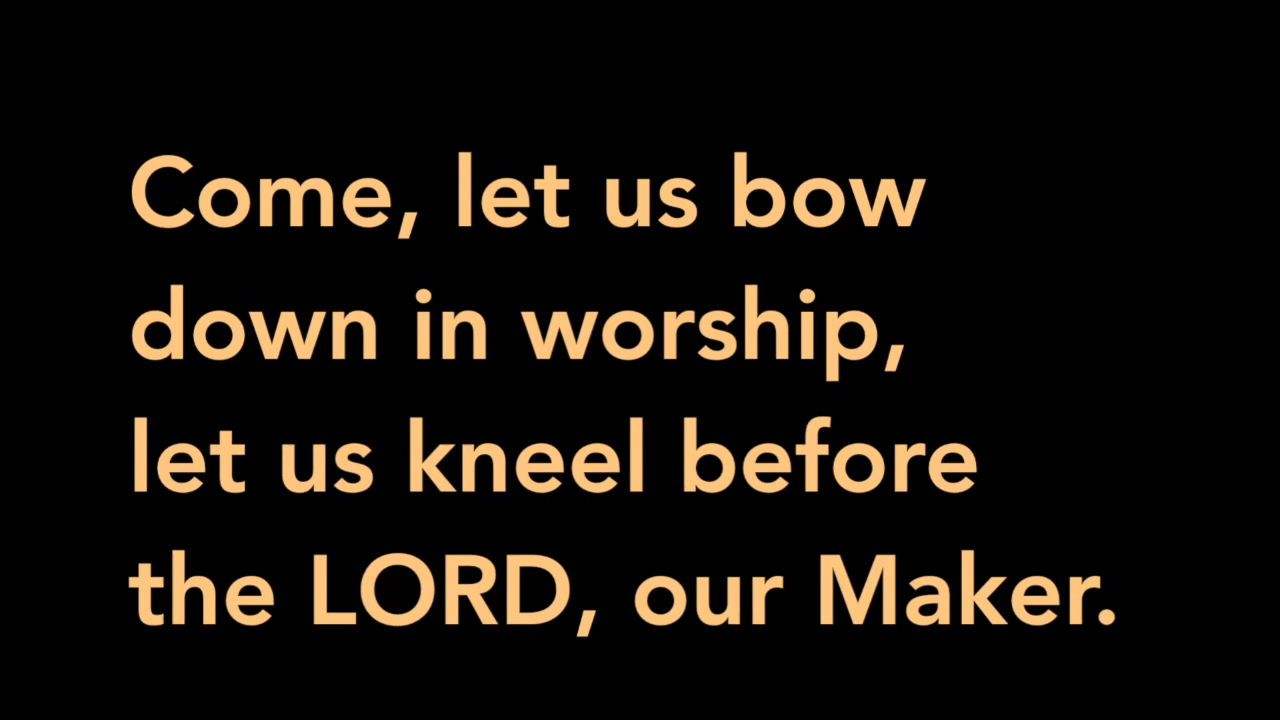 Come, let us bow
down in worship,
let us kneel before
the LORD, our Maker.